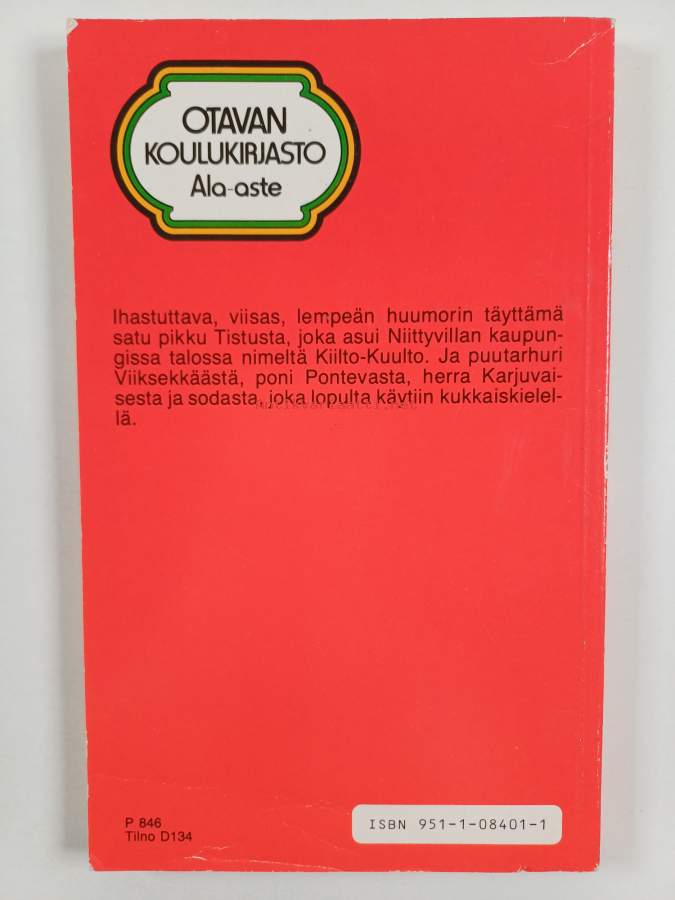 OTAVAN
KOULUKIRJASTO
Ala-aste
Ihastuttava, viisas, lempeän huumorin täyttämä
satu pikku Tistusta, joka asui Niittyvillan kaupun-
gissa talossa nimeltä Kiilto-Kuulto. Ja puutarhuri
Viiksekkäästä, poni Pontevasta, herra Karjuvai-
sesta ja sodasta, joka lopulta käytiin kukkaiskielel-
lä.
antikvariaatti.net
P 846
Tilno D134
ISBN 951-1-08401-1